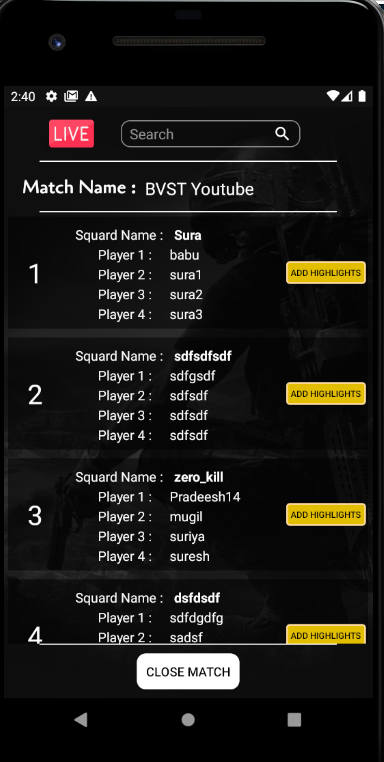 2:40
LIVE
Search
Match Name : BVST Youtube
Squard Name : Sura
Player 1 : babu
1
Player 2 : sura1
ADD HIGHLIGHTS
Player 3 : sura2
Player 4 : sura3
Squard Name : sdfsdfsdf
Player 1 : sdfgsdf
2
Player 2 : sdfsdf
ADD HIGHLIGHTS
Player 3 : sdfsdf
Player 4 : sdfsdf
Squard Name : zero_kill
Player 1 : Pradeesh14
3
Player 2 : mugil
ADD HIGHLIGHTS
Player 3 : suriya
Player 4 : suresh
Squard Name : dsfdsdf
Player 1 : sdfdgdfg
4
Player 2 : sadsf
ADD HIGHLIGHTS
CLOSE MATCH